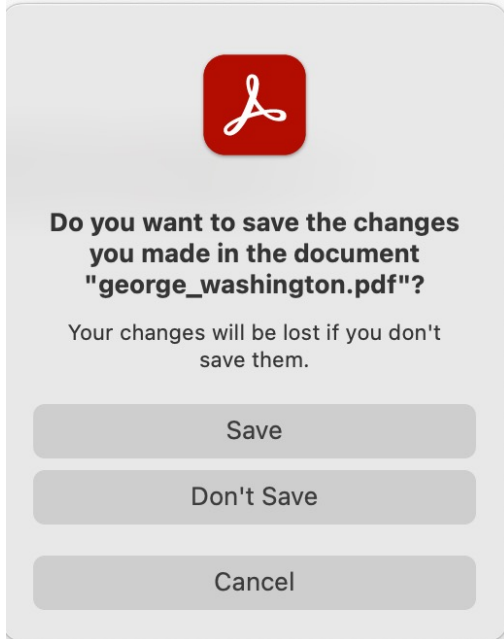 Do you want to save the changes
you made in the document
"george_washington.pdf"?
Your changes will be lost if you don't
save them.
Save
Don't Save
Cancel